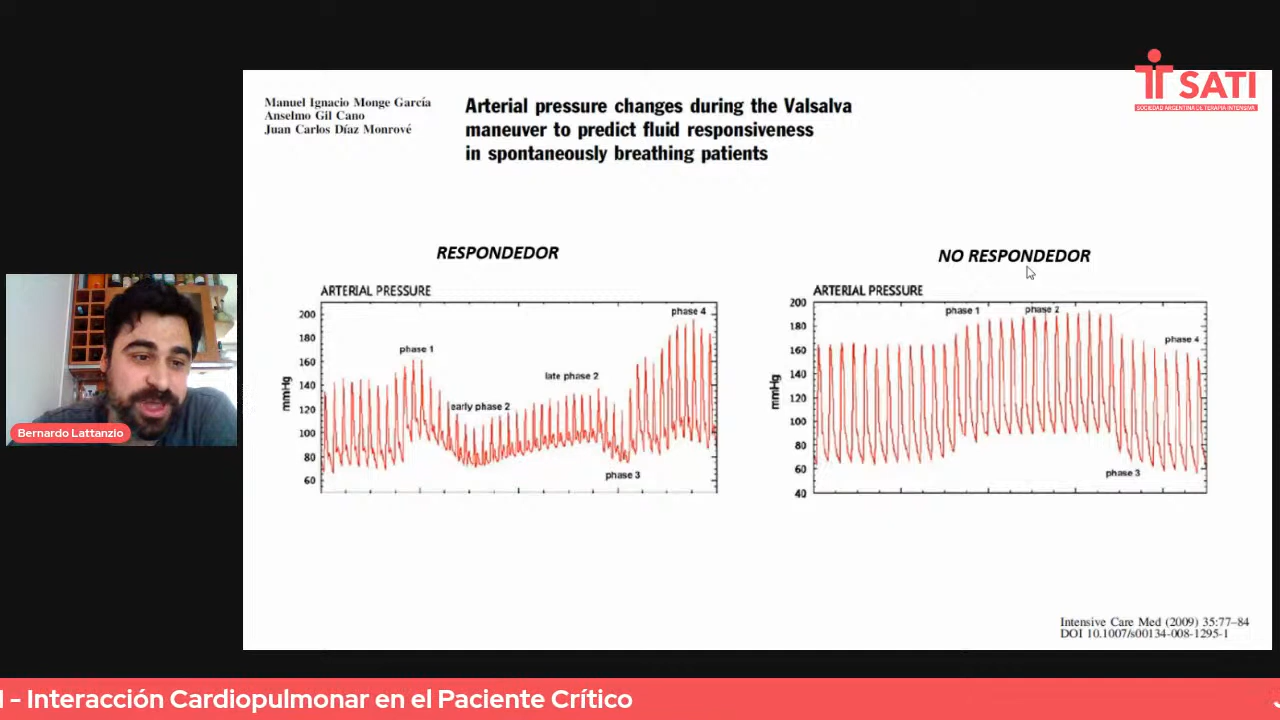 SATI
SOCIEDAD ARGENTINA DE TERAPIA INTENSIVA
Manuel Ignacio Monge García
Anselmo Gil Cano
Juan Carlos Díaz Monrové
Arterial pressure changes during the Valsalva
maneuver to predict fluid responsiveness
in spontaneously breathing patients
RESPONDEDOR
ARTERIAL PRESSURE
mmHg
200
180
160
140
120
100
80
60
phase 1
early phase 2
late phase 2
phase 3
phase 4
NO RESPONDEDOR
ARTERIAL PRESSURE
mmHg
200
180
160
140
120
100
80
60
40
phase 1
phase 2
phase 3
phase 4
Bernardo Lattanzio
Intensive Care Med (2009) 35:77–84
DOI 10.1007/s00134-008-1295-1
- Interacción Cardiopulmonar en el Paciente Crítico